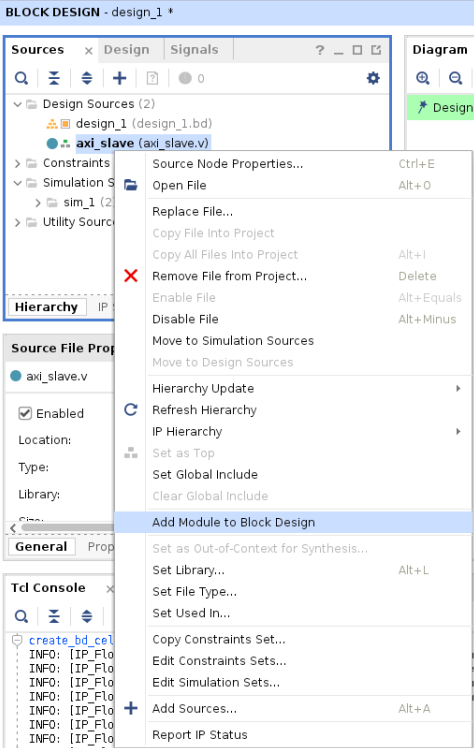 BLOCK DESIGN - design_1 *
Sources × Design Signals ? _
Diagram
0
Design Sources (2)
design_1 (design_1.bd)
axi_slave (axi_slave.v)
Design
Constraints
Simulation S
sim_1 (2
Utility Sourc
Hierarchy IP
Source Node Properties... Ctrl+E
Open File Alt+O
Replace File...
Copy File Into Project
Copy All Files Into Project Alt+I
Remove File from Project... Delete
Enable File Alt+Equals
Disable File Alt+Minus
Move to Simulation Sources
Move to Design Sources
Hierarchy Update
Refresh Hierarchy
IP Hierarchy
Set as Top
Set Global Include
Clear Global Include
Add Module to Block Design
Set as Out-of-Context for Synthesis...
Set Library... Alt+L
Set File Type...
Set Used In...
Copy Constraints Set...
Edit Constraints Sets...
Edit Simulation Sets...
Add Sources... Alt+A
Report IP Status
Source File Prop
axi_slave.v
Enabled
Location:
Type:
Library:
General Prop
Tcl Console ×
create_bd_cel
INFO: [IP_Flo
INFO: [IP_Flo
INFO: [IP_Flo
INFO: [IP_Flo
INFO: [IP_Flo
INFO: [IP_Flo
INFO: [IP_Flo